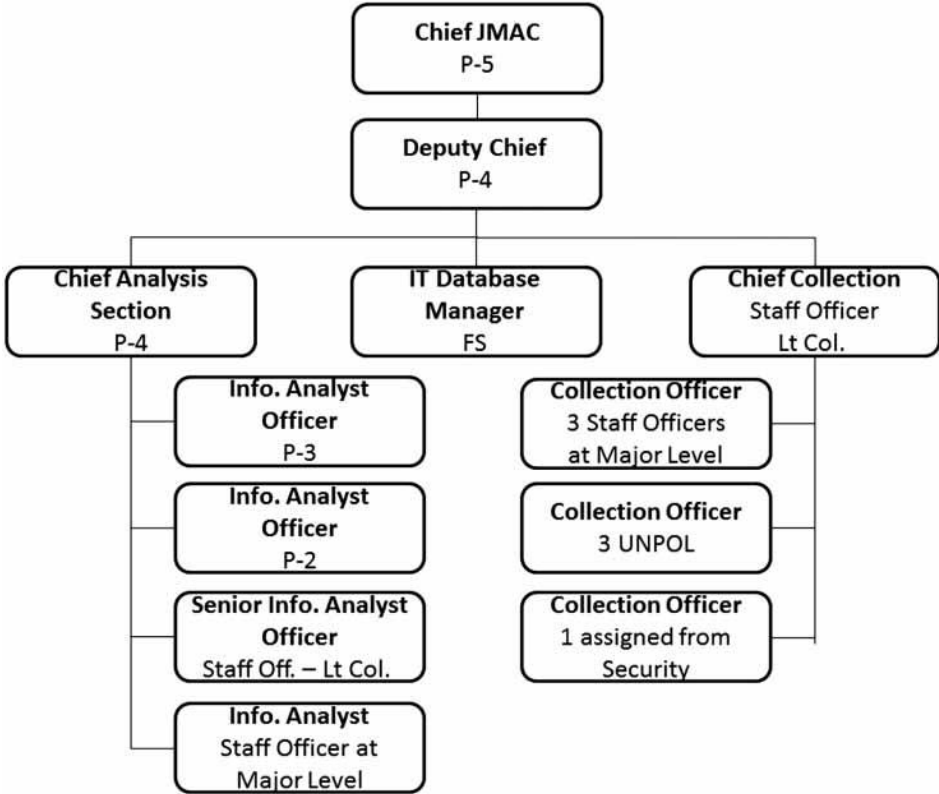 Chief JMAC
P-5
Deputy Chief
P-4
Chief Analysis
Section
P-4
IT Database
Manager
FS
Chief Collection
Staff Officer
Lt Col.
Info. Analyst
Officer
P-3
Info. Analyst
Officer
P-2
Senior Info. Analyst
Officer
Staff Off. – Lt Col.
Info. Analyst
Staff Officer at
Major Level
Collection Officer
3 Staff Officers
at Major Level
Collection Officer
3 UNPOL
Collection Officer
1 assigned from
Security